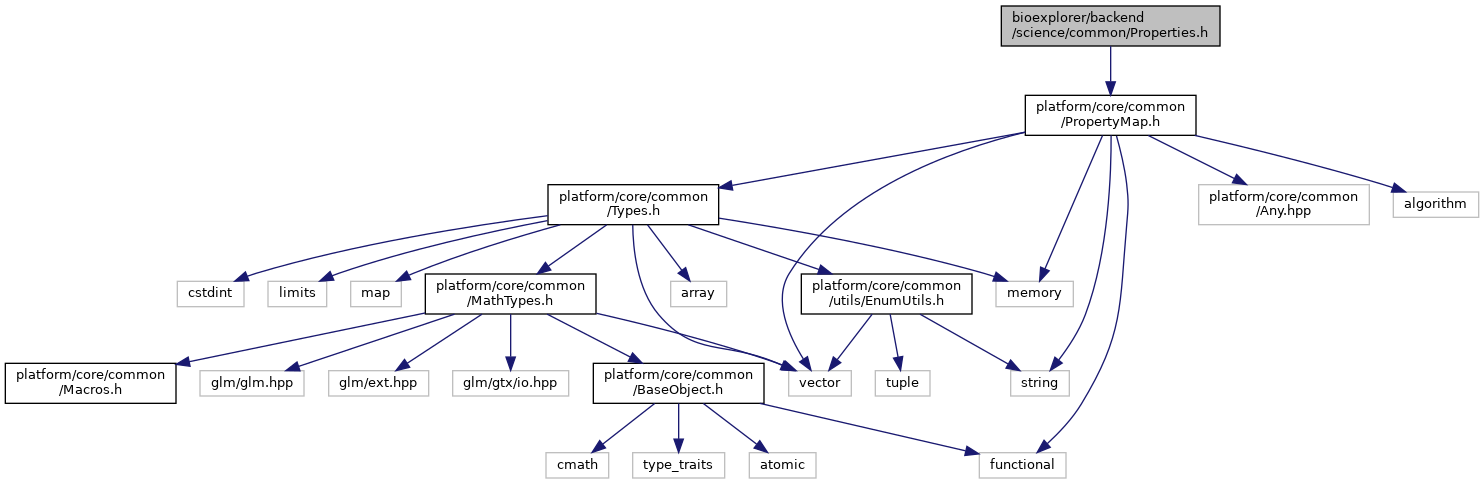 bioexplorer/backend
/science/common/Properties.h
platform/core/common
/PropertyMap.h
platform/core/common
/Types.h
platform/core/common
/Any.hpp
algorithm
cstdint
limits
map
platform/core/common
/MathTypes.h
array
platform/core/common
/utils/EnumUtils.h
memory
platform/core/common
/Macros.h
glm/glm.hpp
glm/ext.hpp
glm/gtx/io.hpp
platform/core/common
/BaseObject.h
vector
tuple
string
cmath
type_traits
atomic
functional